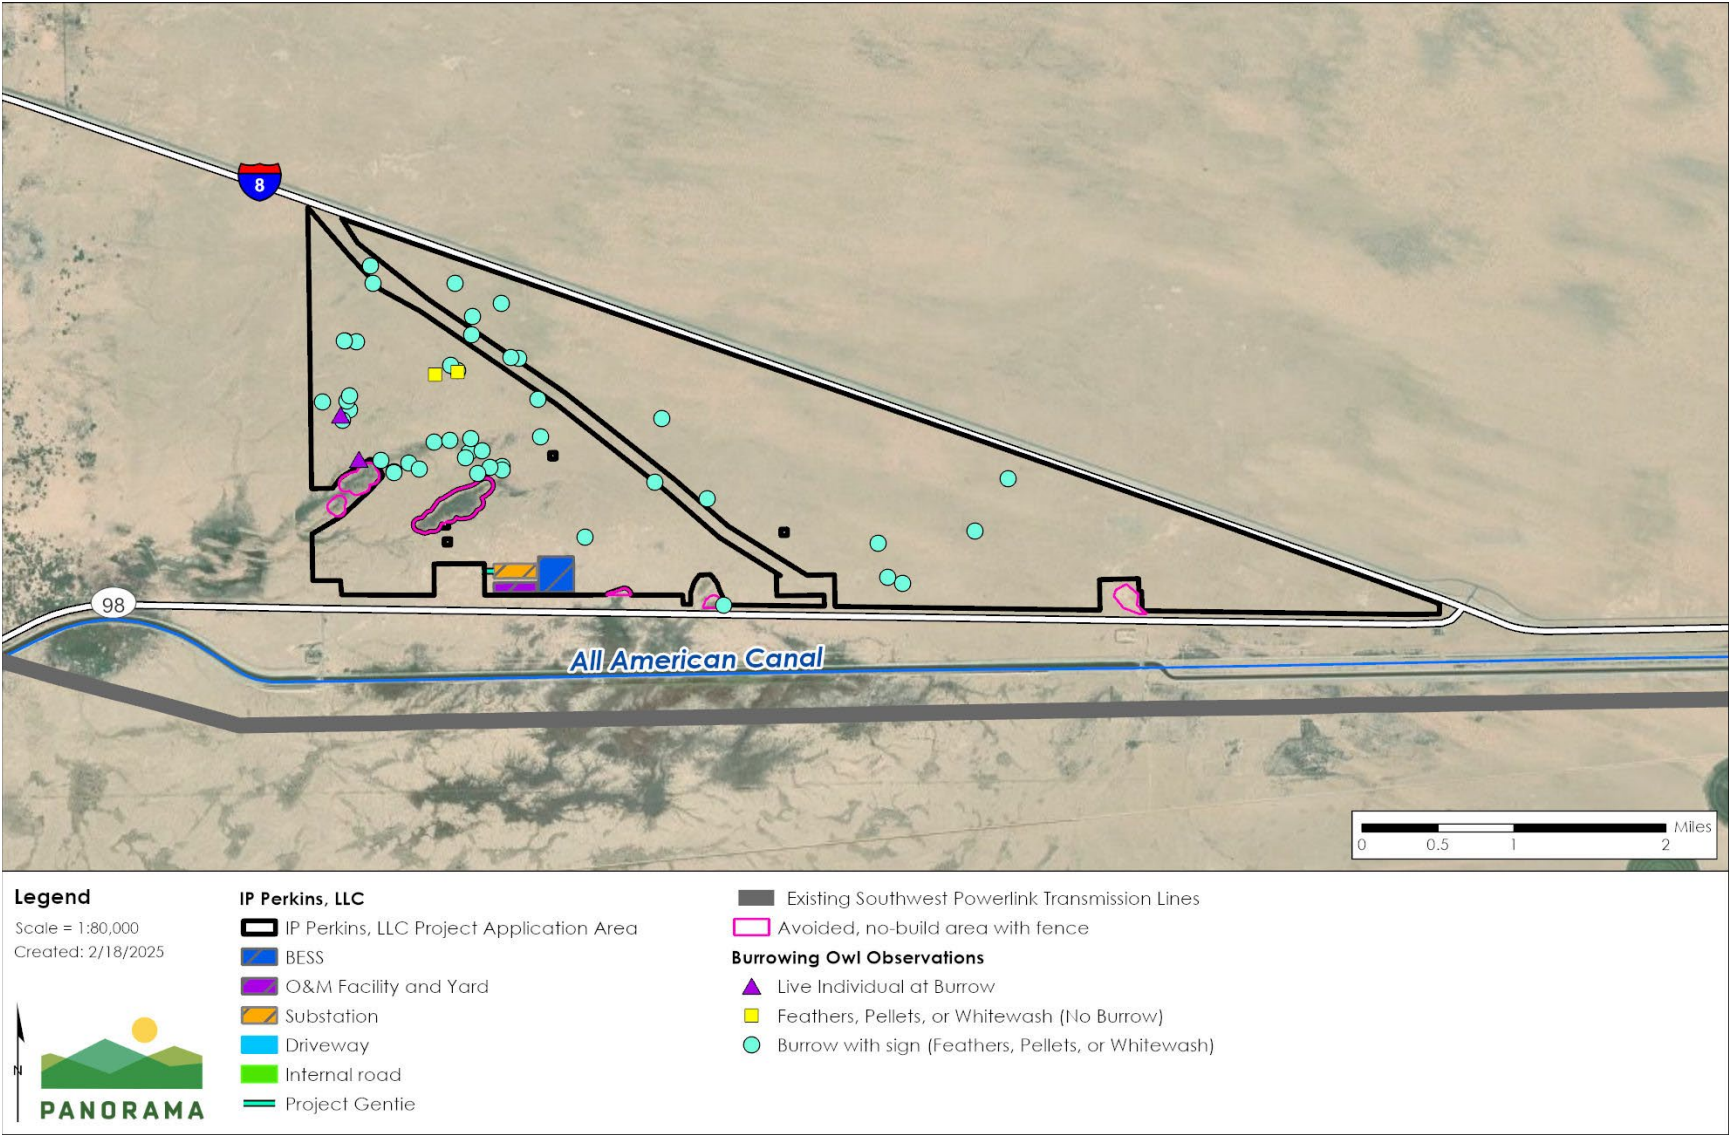 8
98
All American Canal
Miles
0 0.5 1 2
Legend
Scale = 1:80,000
Created: 2/18/2025
N
PANORAMA
IP Perkins, LLC
IP Perkins, LLC Project Application Area
BESS
O&M Facility and Yard
Substation
Driveway
Internal road
Project Gentie
Existing Southwest Powerlink Transmission Lines
Avoided, no-build area with fence
Burrowing Owl Observations
Live Individual at Burrow
Feathers, Pellets, or Whitewash (No Burrow)
Burrow with sign (Feathers, Pellets, or Whitewash)